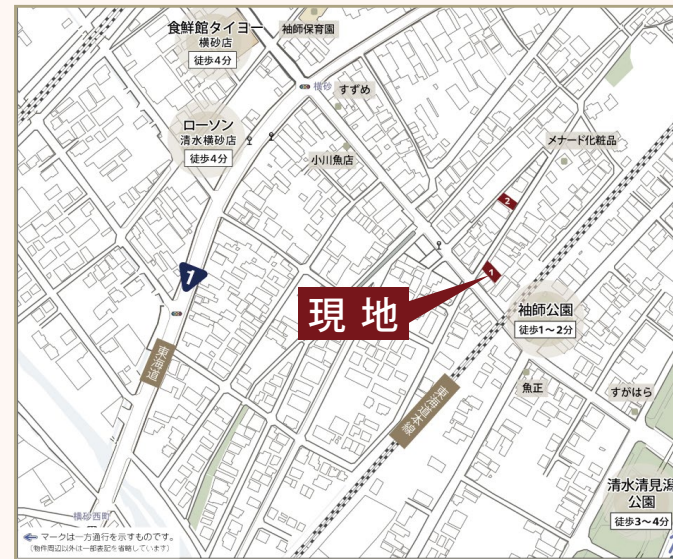 食鮮館タイヨー
横砂店
徒歩4分
袖師保育園
横砂
すずめ
ローソン
清水横砂店
徒歩4分
小川魚店
メナード化粧品
2
1
1
現地
袖師公園
徒歩1～2分
東海道
東海道本線
魚正
すがはら
清水清見潟
公園
徒歩3～4分
横砂西町
マークは一方通行を示すものです。
(物件周辺以外は一部表記を省略しています)